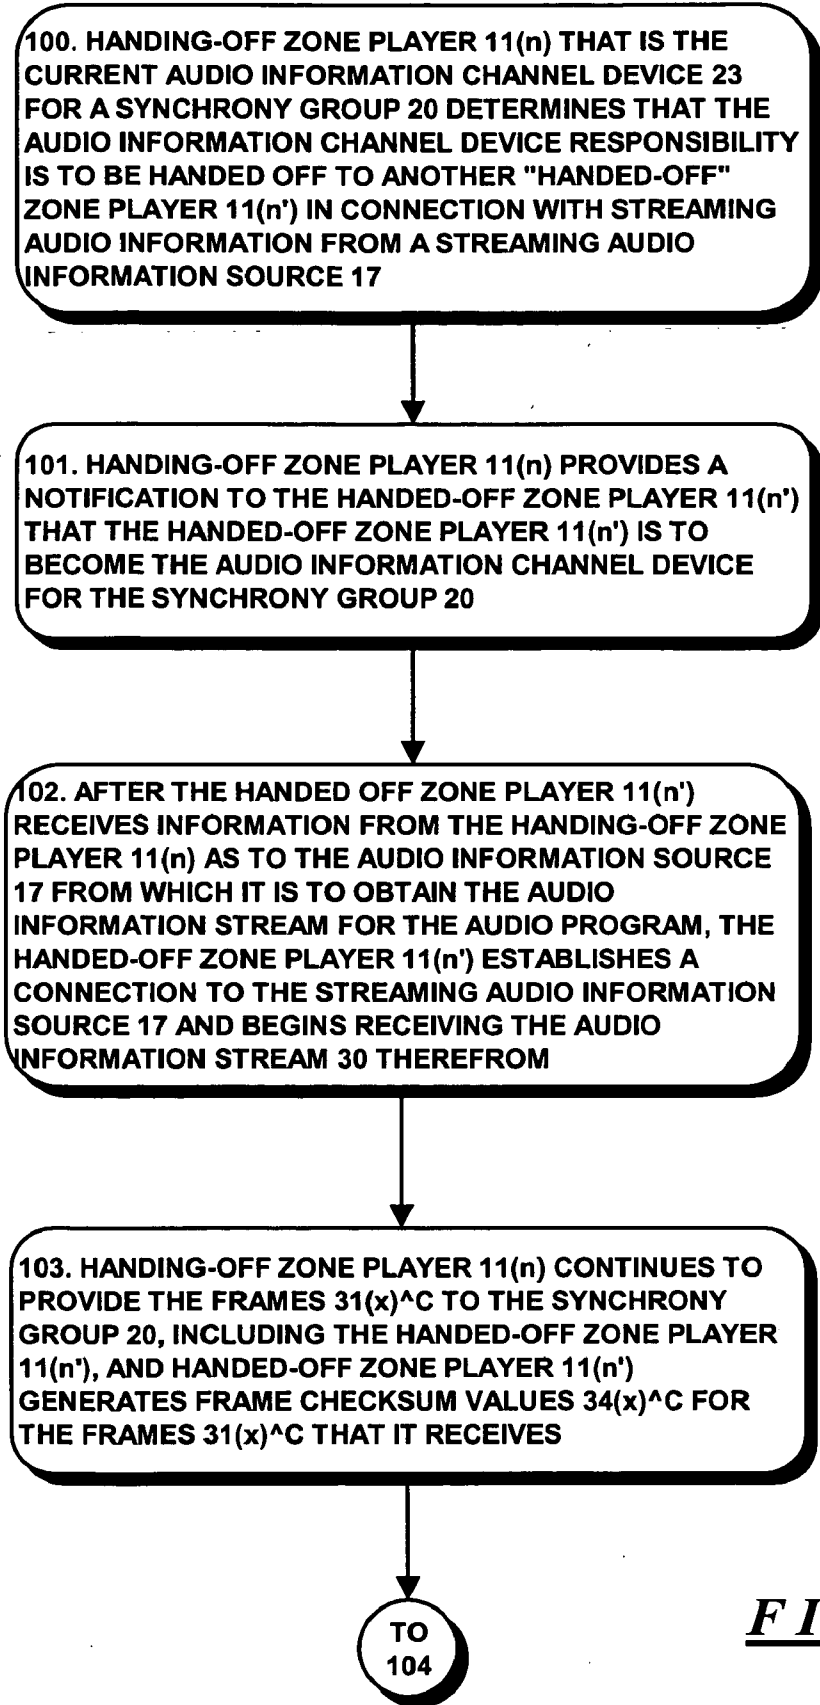 100. HANDING-OFF ZONE PLAYER 11(n) THAT IS THE
CURRENT AUDIO INFORMATION CHANNEL DEVICE 23
FOR A SYNCHRONY GROUP 20 DETERMINES THAT THE
AUDIO INFORMATION CHANNEL DEVICE RESPONSIBILITY
IS TO BE HANDED OFF TO ANOTHER "HANDED-OFF"
ZONE PLAYER 11(n') IN CONNECTION WITH STREAMING
AUDIO INFORMATION FROM A STREAMING AUDIO
INFORMATION SOURCE 17
101. HANDING-OFF ZONE PLAYER 11(n) PROVIDES A
NOTIFICATION TO THE HANDED-OFF ZONE PLAYER 11(n')
THAT THE HANDED-OFF ZONE PLAYER 11(n') IS TO
BECOME THE AUDIO INFORMATION CHANNEL DEVICE
FOR THE SYNCHRONY GROUP 20
102. AFTER THE HANDED OFF ZONE PLAYER 11(n')
RECEIVES INFORMATION FROM THE HANDING-OFF ZONE
PLAYER 11(n) AS TO THE AUDIO INFORMATION SOURCE
17 FROM WHICH IT IS TO OBTAIN THE AUDIO
INFORMATION STREAM FOR THE AUDIO PROGRAM, THE
HANDED-OFF ZONE PLAYER 11(n') ESTABLISHES A
CONNECTION TO THE STREAMING AUDIO INFORMATION
SOURCE 17 AND BEGINS RECEIVING THE AUDIO
INFORMATION STREAM 30 THEREFROM
103. HANDING-OFF ZONE PLAYER 11(n) CONTINUES TO
PROVIDE THE FRAMES 31(x)^C TO THE SYNCHRONY
GROUP 20, INCLUDING THE HANDED-OFF ZONE PLAYER
11(n'), AND HANDED-OFF ZONE PLAYER 11(n')
GENERATES FRAME CHECKSUM VALUES 34(x)^C FOR
THE FRAMES 31(x)^C THAT IT RECEIVES
TO
104
F I